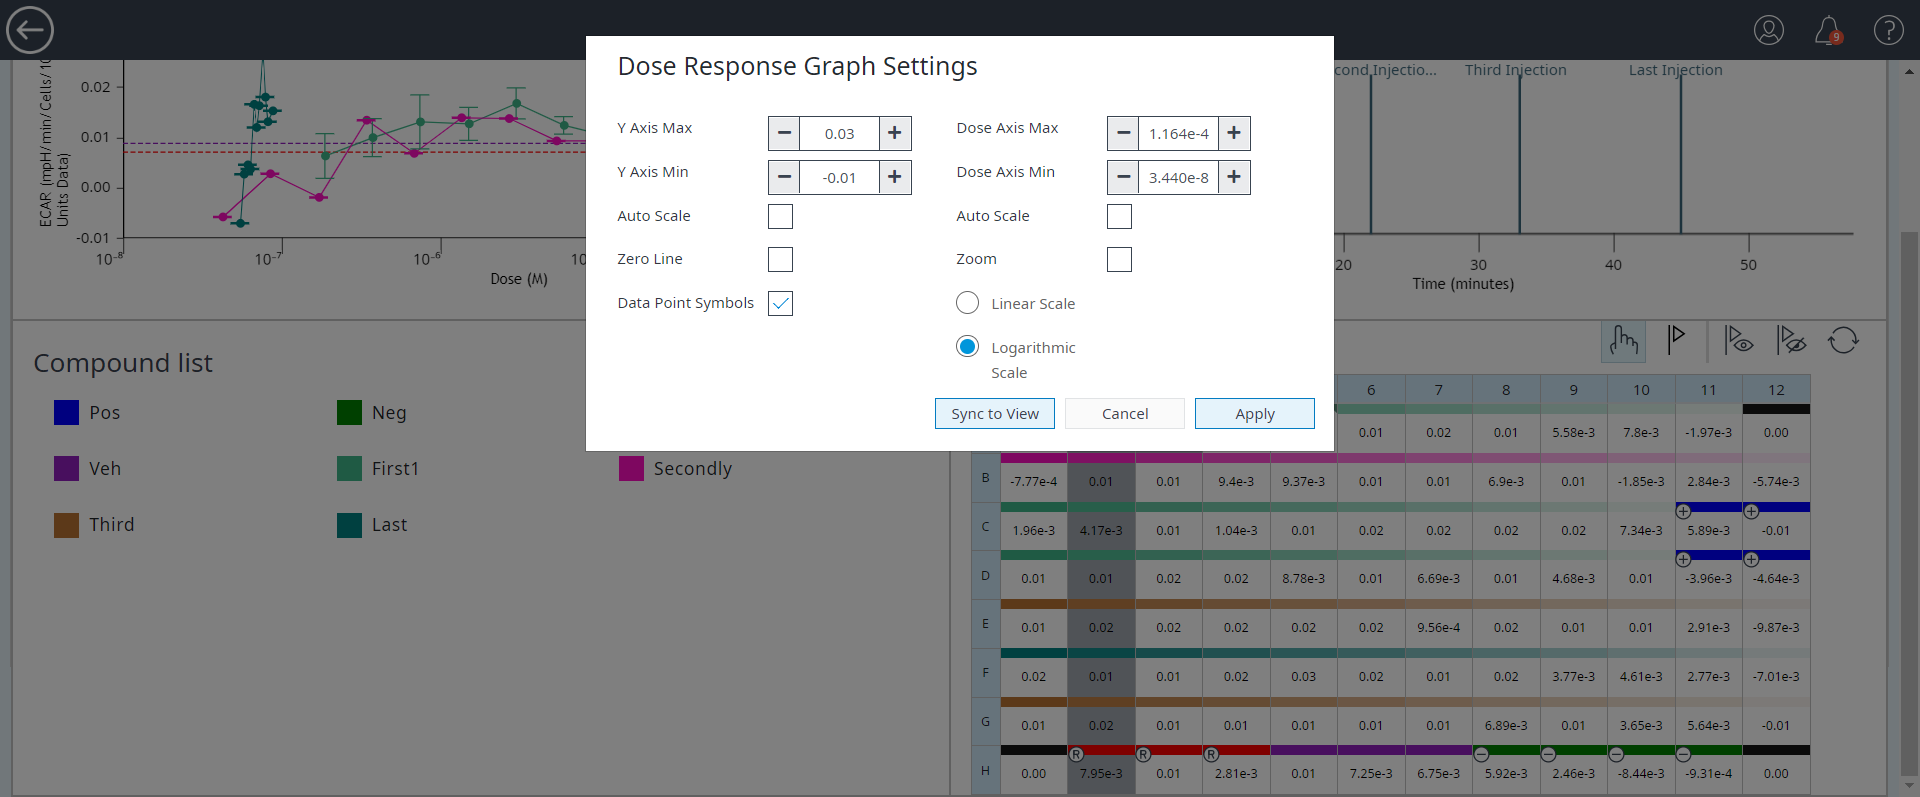 9
Dose Response Graph Settings
Y Axis Max
0.03
Dose Axis Max
1.164e-4
Y Axis Min
-0.01
Dose Axis Min
3.440e-8
Auto Scale
Auto Scale
Zero Line
Zoom
Data Point Symbols
Linear Scale
Logarithmic
Scale
Sync to View
Cancel
Apply
ECAR (mpH/min/Cells/10
Units Data)
0.02
0.01
0.00
-0.01
10⁻⁸
10⁻⁷
10⁻⁶
10
Dose (M)
cond Injectio...
Third Injection
Last Injection
20
30
40
50
Time (minutes)
Compound list
Pos
Neg
Veh
First1
Secondly
Third
Last
6 7 8 9 10 11 12
0.01 0.02 0.01 5.58e-3 7.8e-3 -1.97e-3 0.00
B -7.77e-4 0.01 0.01 9.4e-3 9.37e-3 0.01 0.01 6.9e-3 0.01 -1.85e-3 2.84e-3 -5.74e-3
C 1.96e-3 4.17e-3 0.01 1.04e-3 0.01 0.02 0.02 0.02 0.02 7.34e-3 5.89e-3 -0.01
D 0.01 0.01 0.02 0.02 8.78e-3 0.01 6.69e-3 0.01 4.68e-3 0.01 -3.96e-3 -4.64e-3
E 0.01 0.02 0.02 0.02 0.02 0.02 9.56e-4 0.02 0.01 0.01 2.91e-3 -9.87e-3
F 0.02 0.01 0.01 0.02 0.03 0.02 0.01 0.02 3.77e-3 4.61e-3 2.77e-3 -7.01e-3
G 0.01 0.02 0.01 0.01 0.01 0.01 0.01 6.89e-3 0.01 3.65e-3 5.64e-3 -0.01
R R R
H 0.00 7.95e-3 0.01 2.81e-3 0.01 7.25e-3 6.75e-3 5.92e-3 2.46e-3 -8.44e-3 -9.31e-4 0.00